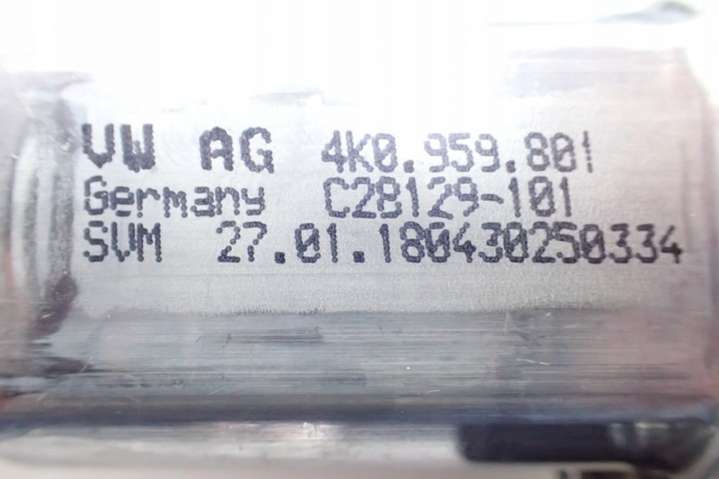 VW AG 4K0.959.801
Germany C28129-101
SVM 27.01.180430250334